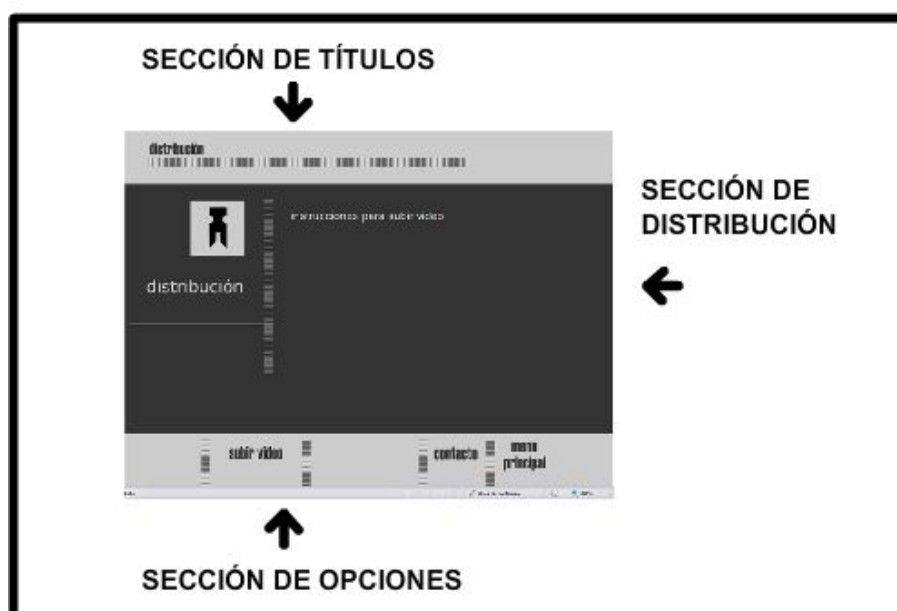 SECCIÓN DE TÍTULOS
distribución
SECCIÓN DE
DISTRIBUCIÓN
instrucciones para subir video
distribución
subir video
contacto
menu
principal
SECCIÓN DE OPCIONES